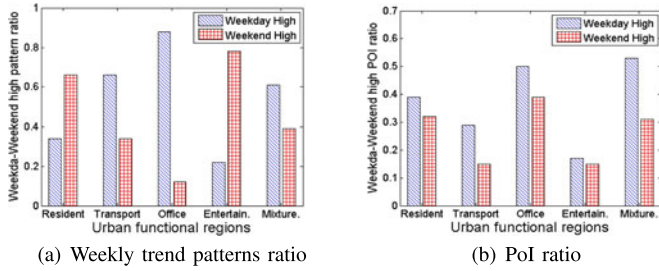 Weekda-Weekend high pattern ratio
1
0.8
0.6
0.4
0.2
0
Weekday High
Weekend High
Resident Transport Office Entertain. Mixture.
Urban functional regions
(a) Weekly trend patterns ratio
Weekda-Weekend high POI ratio
0.6
0.5
0.4
0.3
0.2
0.1
0
Weekday High
Weekend High
Resident Transport Office Entertain. Mixture.
Urban functional regions
(b) PoI ratio